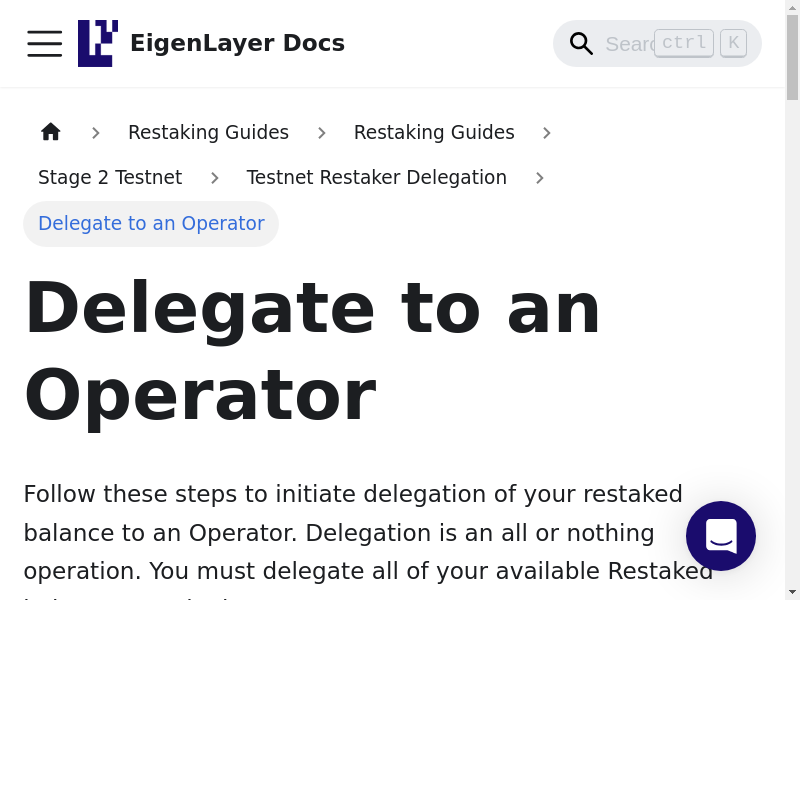 EigenLayer Docs
Sear ctrl K
Restaking Guides
Restaking Guides
Stage 2 Testnet
Testnet Restaker Delegation
Delegate to an Operator
Delegate to an
Operator
Follow these steps to initiate delegation of your restaked
balance to an Operator. Delegation is an all or nothing
operation. You must delegate all of your available Restaked